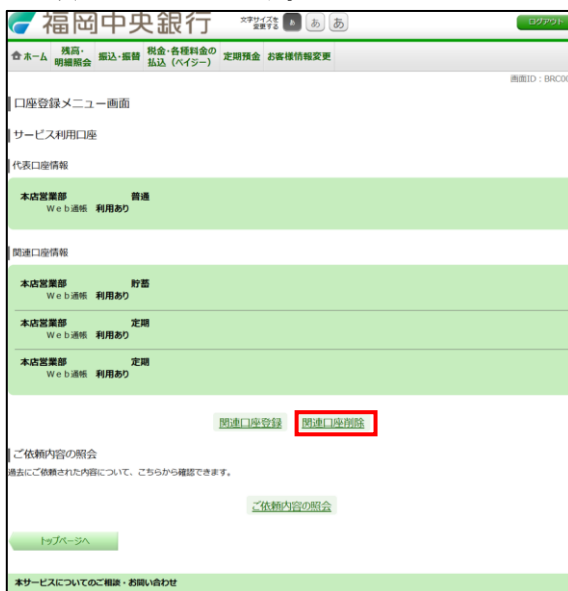 福岡中央銀行 文字サイズを変更する あ あ あ ログアウト
ホーム 残高・明細照会 振込・振替 税金・各種料金の払込（ペイジー） 定期預金 お客様情報変更
画面ID：BRC00
口座登録メニュー画面
サービス利用口座
代表口座情報
本店営業部 普通
Ｗｅｂ通帳 利用あり
関連口座情報
本店営業部 貯蓄
Ｗｅｂ通帳 利用あり
本店営業部 定期
Ｗｅｂ通帳 利用あり
本店営業部 定期
Ｗｅｂ通帳 利用あり
関連口座登録 関連口座削除
ご依頼内容の照会
過去にご依頼された内容について、こちらから確認できます。
ご依頼内容の照会
トップページへ
本サービスについてのご相談・お問い合わせ